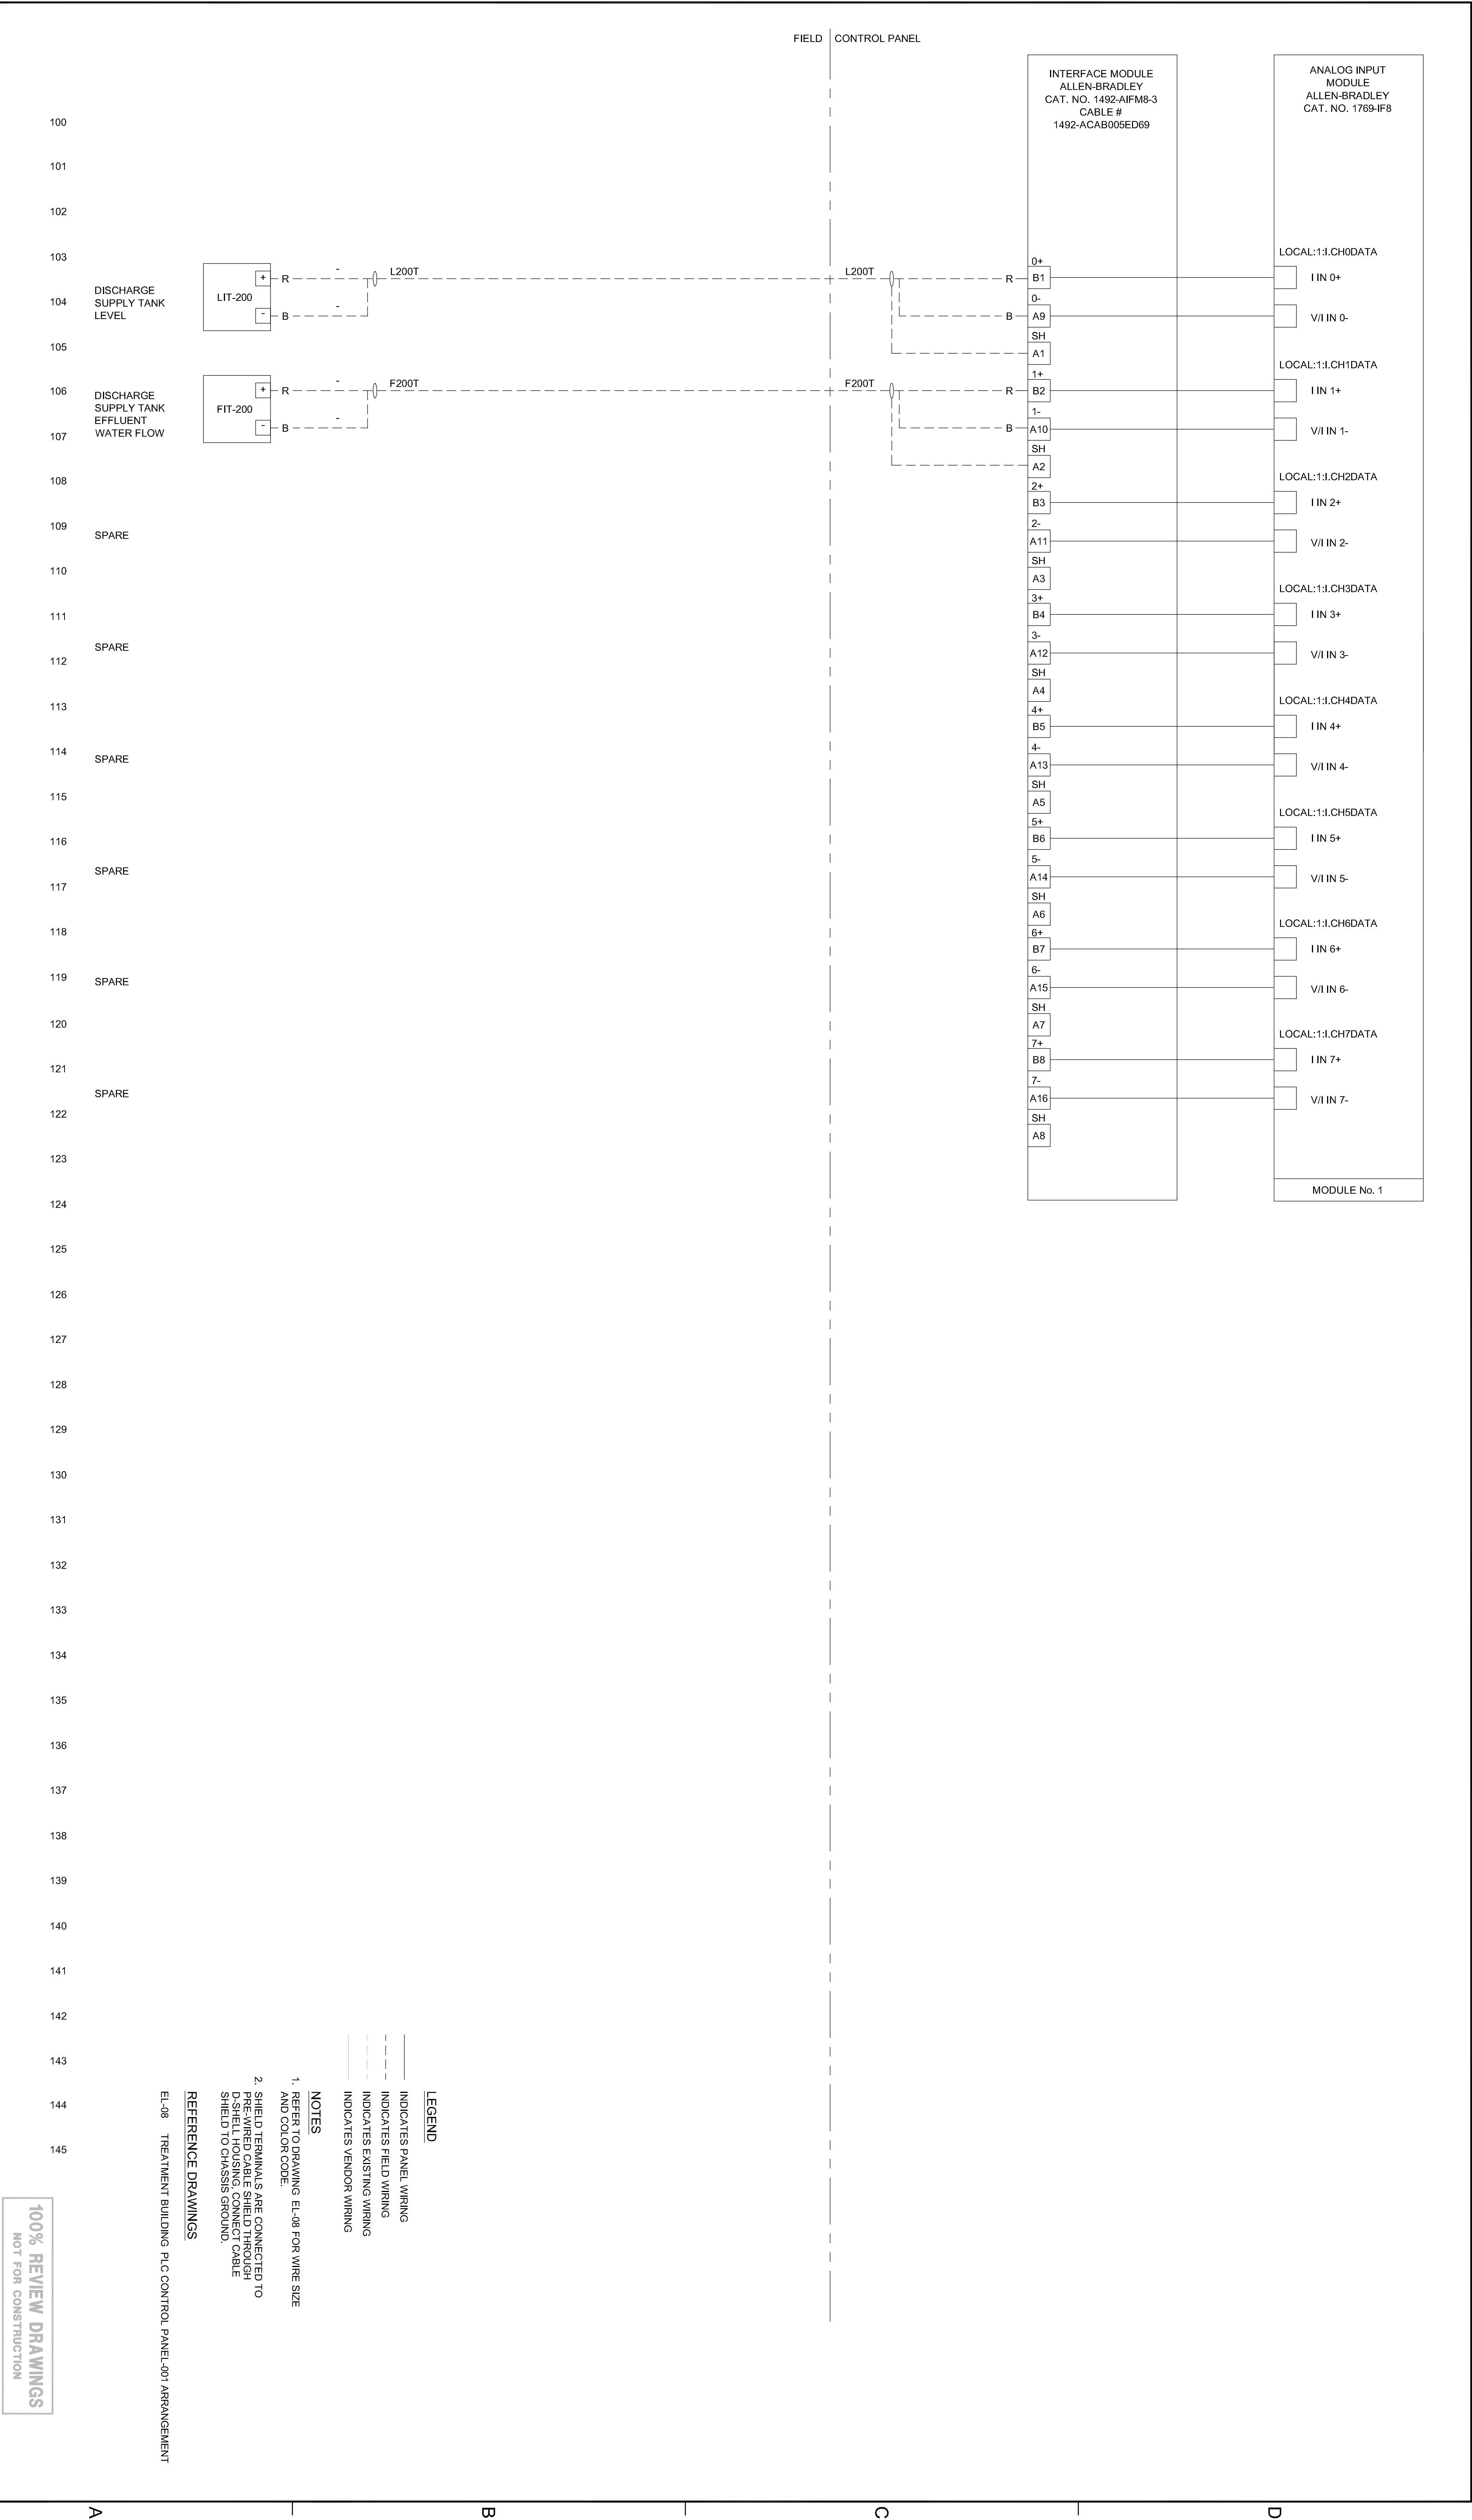 FIELD
CONTROL PANEL
INTERFACE MODULE
ALLEN-BRADLEY
CAT. NO. 1492-AIFM8-3
CABLE #
1492-ACAB005ED69
ANALOG INPUT
MODULE
ALLEN-BRADLEY
CAT. NO. 1769-IF8
100
101
102
103
104
105
106
107
108
109
110
111
112
113
114
115
116
117
118
119
120
121
122
123
124
125
126
127
128
129
130
131
132
133
134
135
136
137
138
139
140
141
142
143
144
145
DISCHARGE
SUPPLY TANK
LEVEL
LIT-200
+
-
R
B
-
-
L200T
L200T
R
B
DISCHARGE
SUPPLY TANK
EFFLUENT
WATER FLOW
FIT-200
+
-
R
B
-
-
F200T
F200T
R
B
SPARE
SPARE
SPARE
SPARE
SPARE
SPARE
0+
B1
0-
A9
SH
A1
1+
B2
1-
A10
SH
A2
2+
B3
2-
A11
SH
A3
3+
B4
3-
A12
SH
A4
4+
B5
4-
A13
SH
A5
5+
B6
5-
A14
SH
A6
6+
B7
6-
A15
SH
A7
7+
B8
7-
A16
SH
A8
LOCAL:1:I.CH0DATA
I IN 0+
V/I IN 0-
LOCAL:1:I.CH1DATA
I IN 1+
V/I IN 1-
LOCAL:1:I.CH2DATA
I IN 2+
V/I IN 2-
LOCAL:1:I.CH3DATA
I IN 3+
V/I IN 3-
LOCAL:1:I.CH4DATA
I IN 4+
V/I IN 4-
LOCAL:1:I.CH5DATA
I IN 5+
V/I IN 5-
LOCAL:1:I.CH6DATA
I IN 6+
V/I IN 6-
LOCAL:1:I.CH7DATA
I IN 7+
V/I IN 7-
MODULE No. 1
LEGEND
INDICATES PANEL WIRING
INDICATES FIELD WIRING
INDICATES EXISTING WIRING
INDICATES VENDOR WIRING
NOTES
1. REFER TO DRAWING EL-08 FOR WIRE SIZE
AND COLOR CODE.
2. SHIELD TERMINALS ARE CONNECTED TO
PRE-WIRED CABLE SHIELD THROUGH
D-SHELL HOUSING, CONNECT CABLE
SHIELD TO CHASSIS GROUND.
REFERENCE DRAWINGS
EL-08 TREATMENT BUILDING PLC CONTROL PANEL-001 ARRANGEMENT
100% REVIEW DRAWINGS
NOT FOR CONSTRUCTION
A
B
C
D